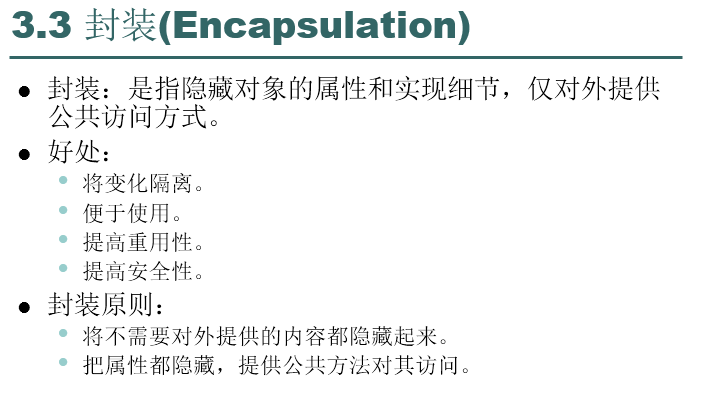 3.3 封装(Encapsulation)
● 封装：是指隐藏对象的属性和实现细节，仅对外提供
公共访问方式。
● 好处：
• 将变化隔离。
• 便于使用。
• 提高重用性。
• 提高安全性。
● 封装原则：
• 将不需要对外提供的内容都隐藏起来。
• 把属性都隐藏，提供公共方法对其访问。